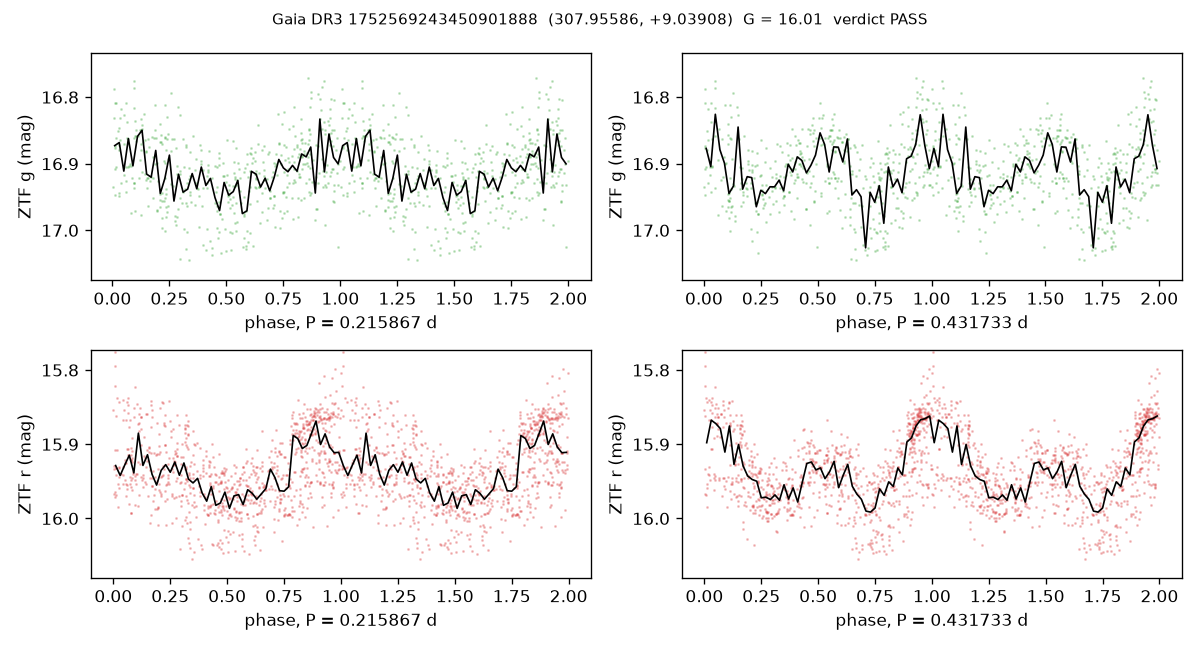 Gaia DR3 1752569243450901888  (307.95586, +9.03908)  G = 16.01  verdict PASS
ZTF g (mag)
16.8
16.9
17.0
0.00 0.25 0.50 0.75 1.00 1.25 1.50 1.75 2.00
phase, P = 0.215867 d
ZTF g (mag)
16.8
16.9
17.0
0.00 0.25 0.50 0.75 1.00 1.25 1.50 1.75 2.00
phase, P = 0.431733 d
ZTF r (mag)
15.8
15.9
16.0
0.00 0.25 0.50 0.75 1.00 1.25 1.50 1.75 2.00
phase, P = 0.215867 d
ZTF r (mag)
15.8
15.9
16.0
0.00 0.25 0.50 0.75 1.00 1.25 1.50 1.75 2.00
phase, P = 0.431733 d